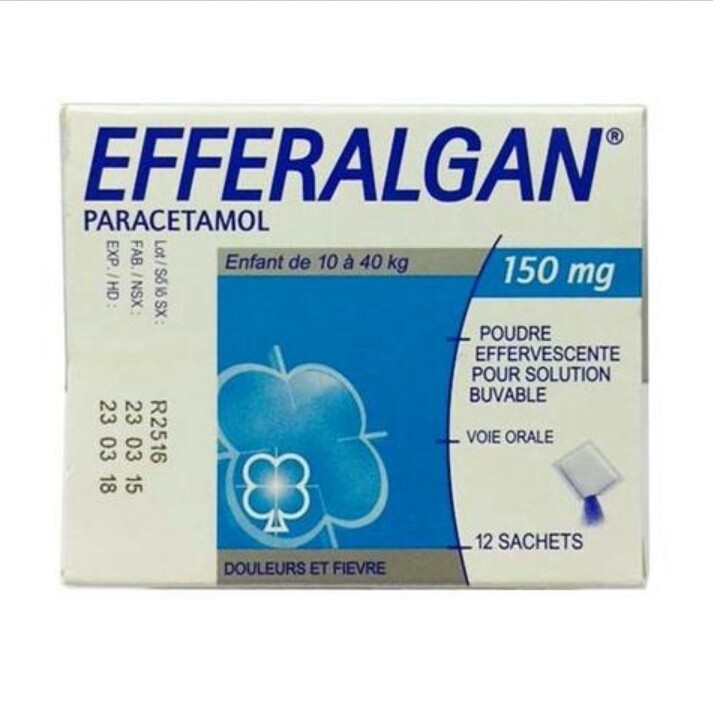 EFFERALGAN®
PARACETAMOL
Lot / Số lô SX :
FAB. / NSX :
EXP. / HD :
R2516
23 03 15
23 03 18
Enfant de 10 à 40 kg
150 mg
POUDRE
EFFERVESCENTE
POUR SOLUTION
BUVABLE
VOIE ORALE
12 SACHETS
DOULEURS ET FIEVRE